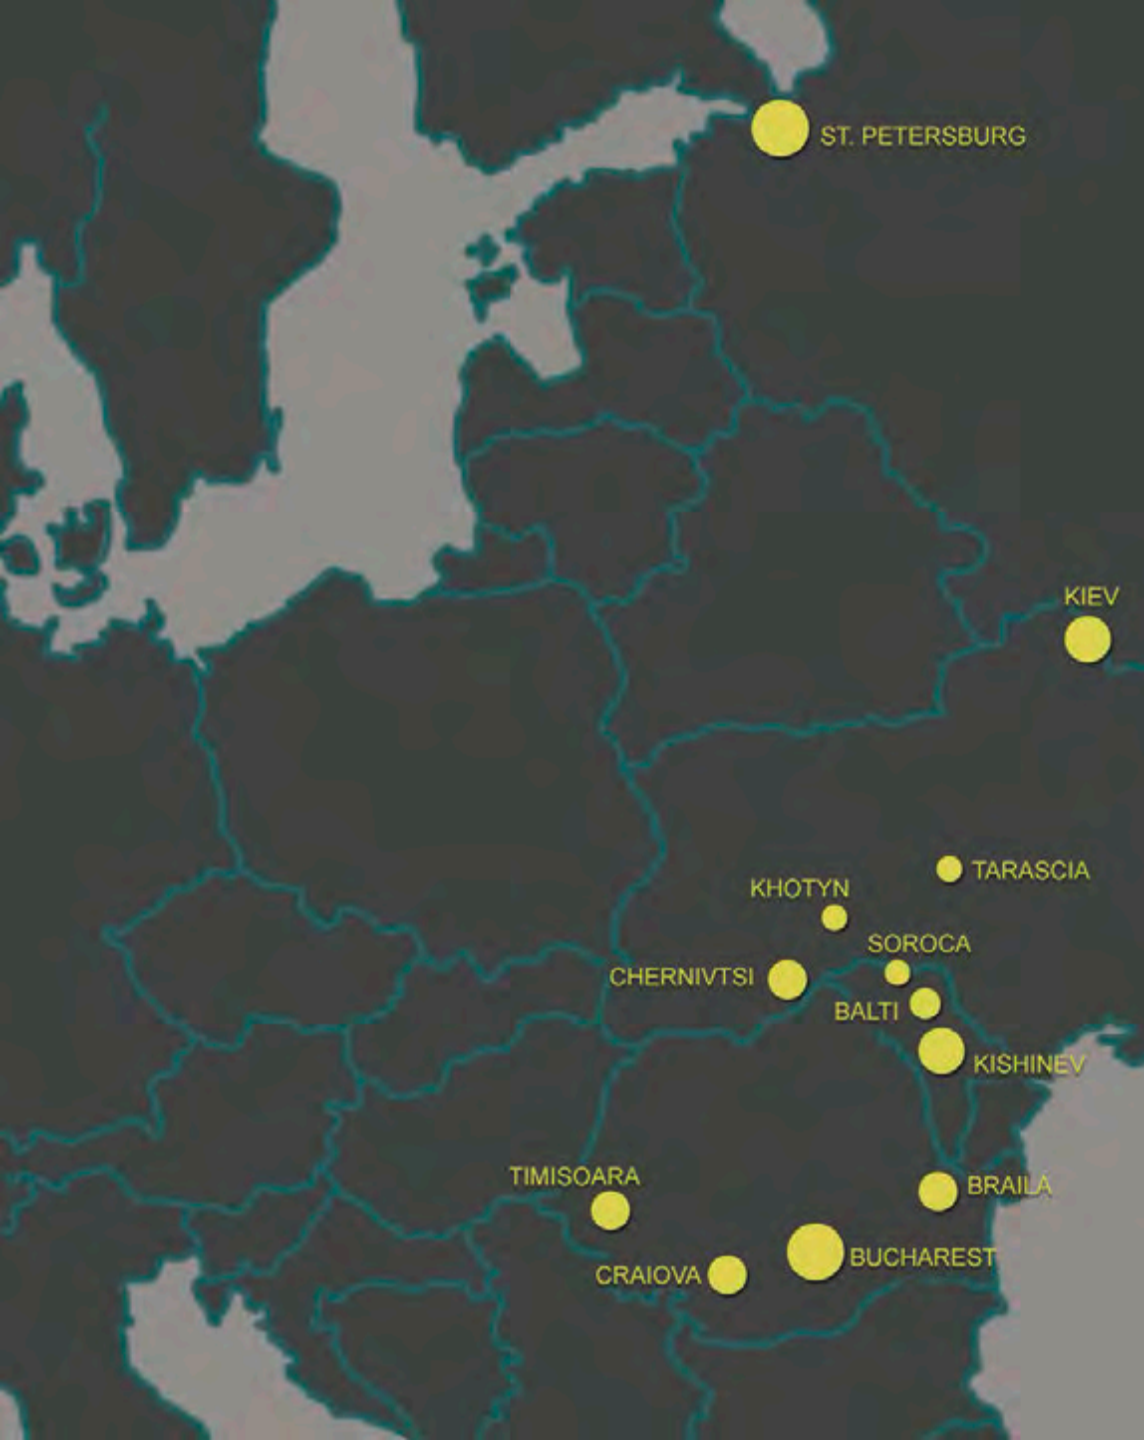 ST. PETERSBURG
KIEV
TARASCIA
KHOTYN
SOROCA
CHERNIVTSI
BALTI
KISHINEV
TIMISOARA
BRAILA
BUCHAREST
CRAIOVA